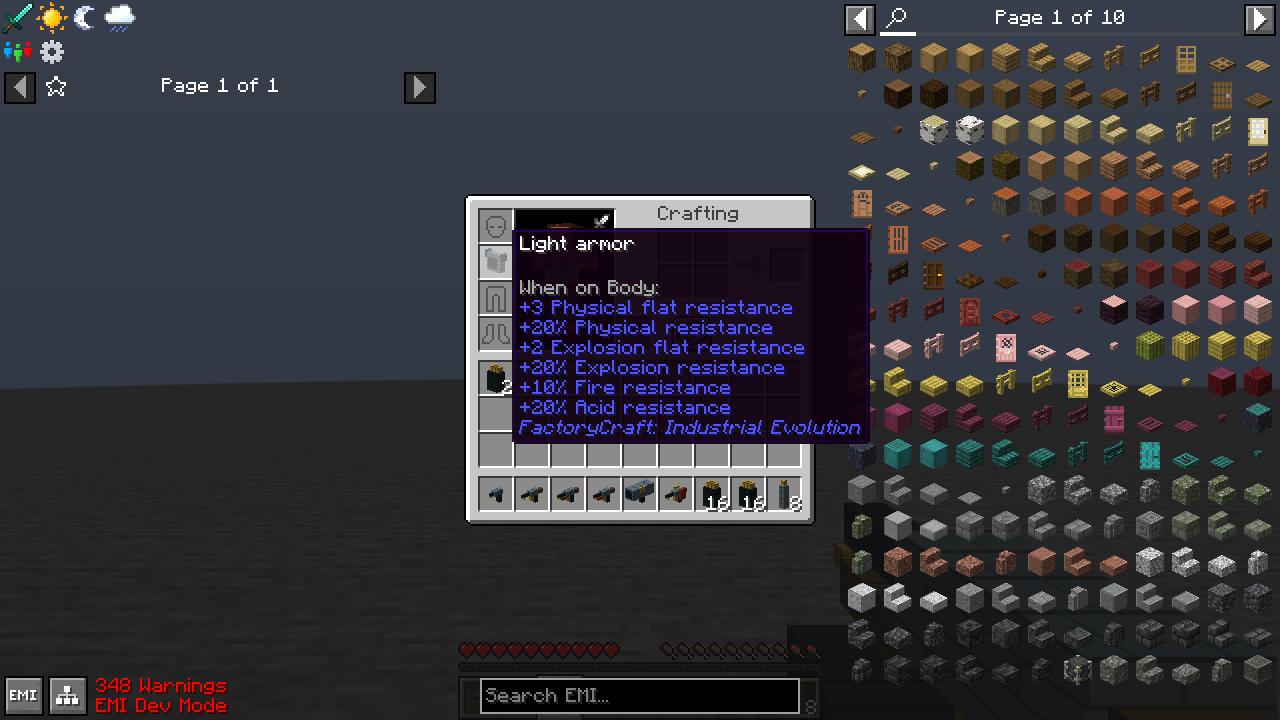 Page 1 of 10
Page 1 of 1
Crafting
Light armor
When on Body:
+3 Physical flat resistance
+20% Physical resistance
+2 Explosion flat resistance
+20% Explosion resistance
+10% Fire resistance
+20% Acid resistance
FactoryCraft: Industrial Evolution
2
16
16
8
EMI
348 Warnings
EMI Dev Mode
Search EMI...
8